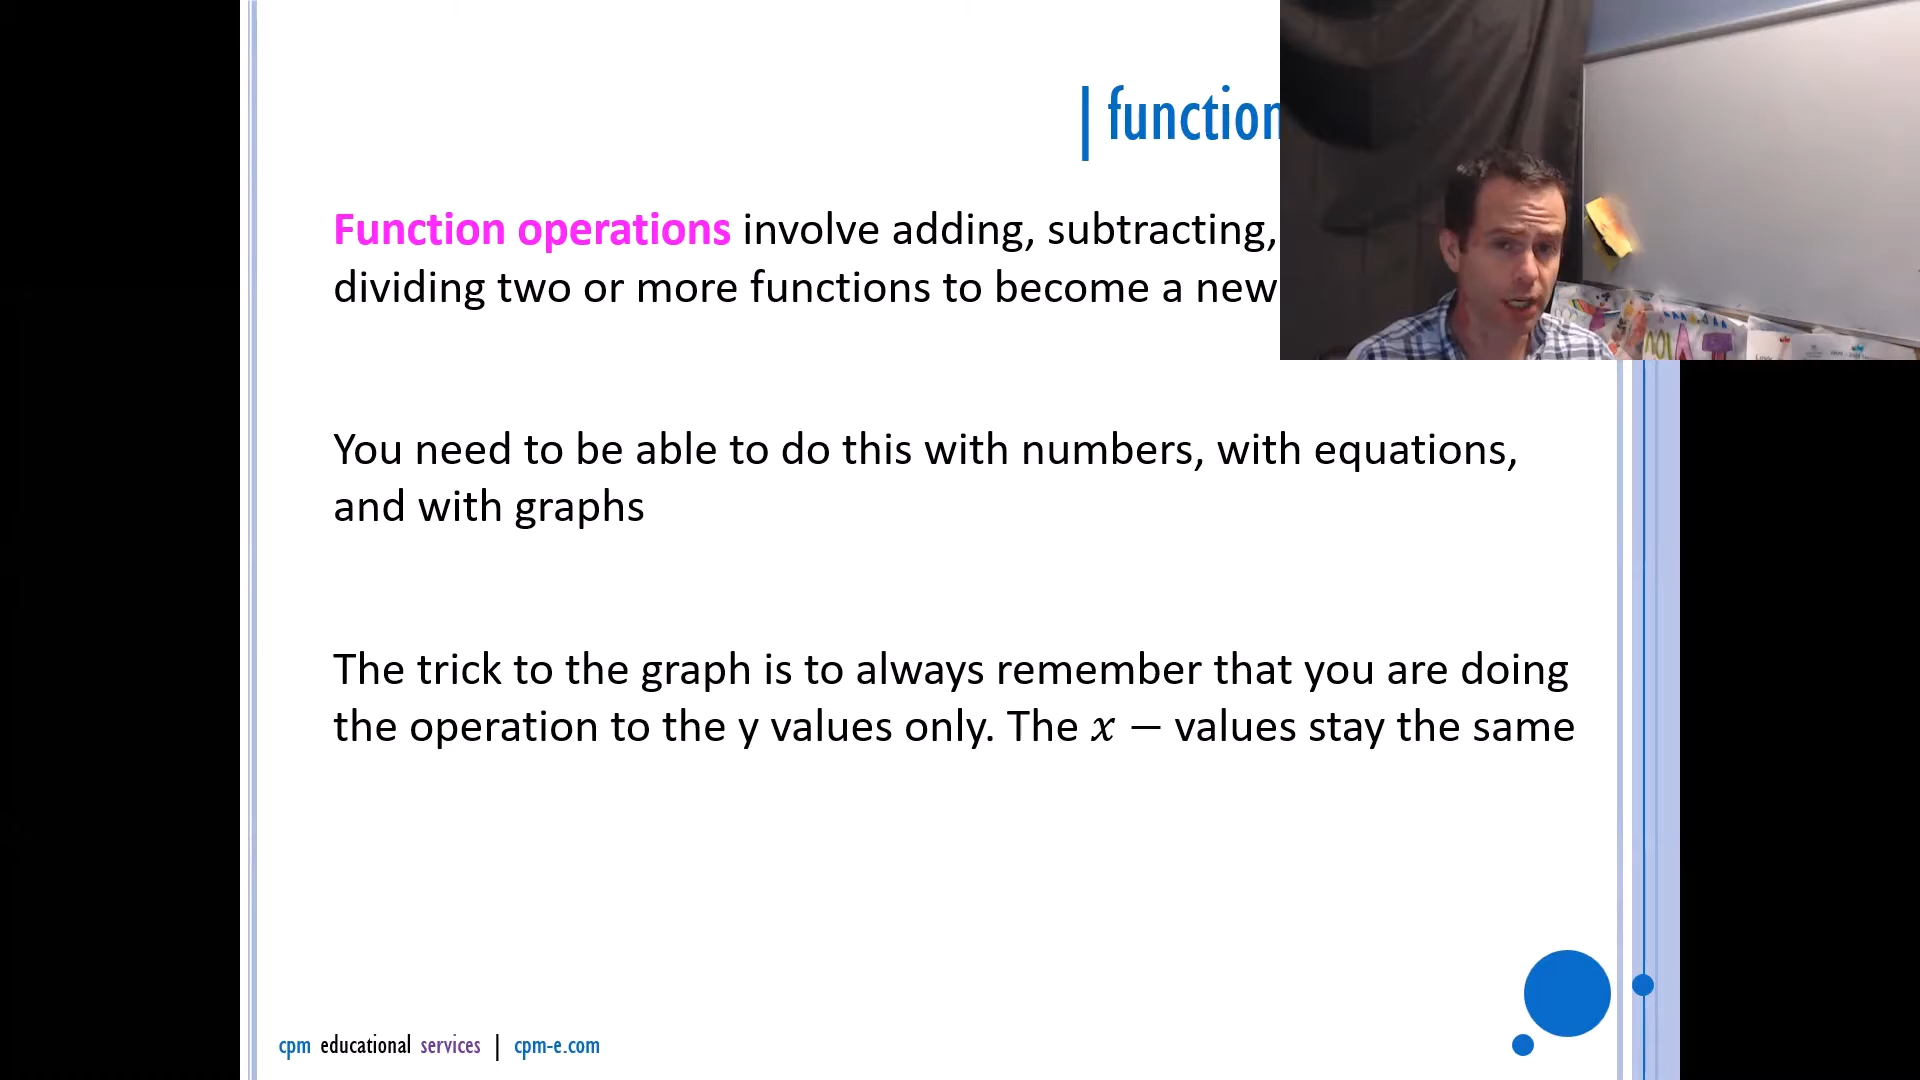 | function
Function operations involve adding, subtracting,
dividing two or more functions to become a new
You need to be able to do this with numbers, with equations,
and with graphs
The trick to the graph is to always remember that you are doing
the operation to the y values only. The x – values stay the same
cpm educational services | cpm-e.com